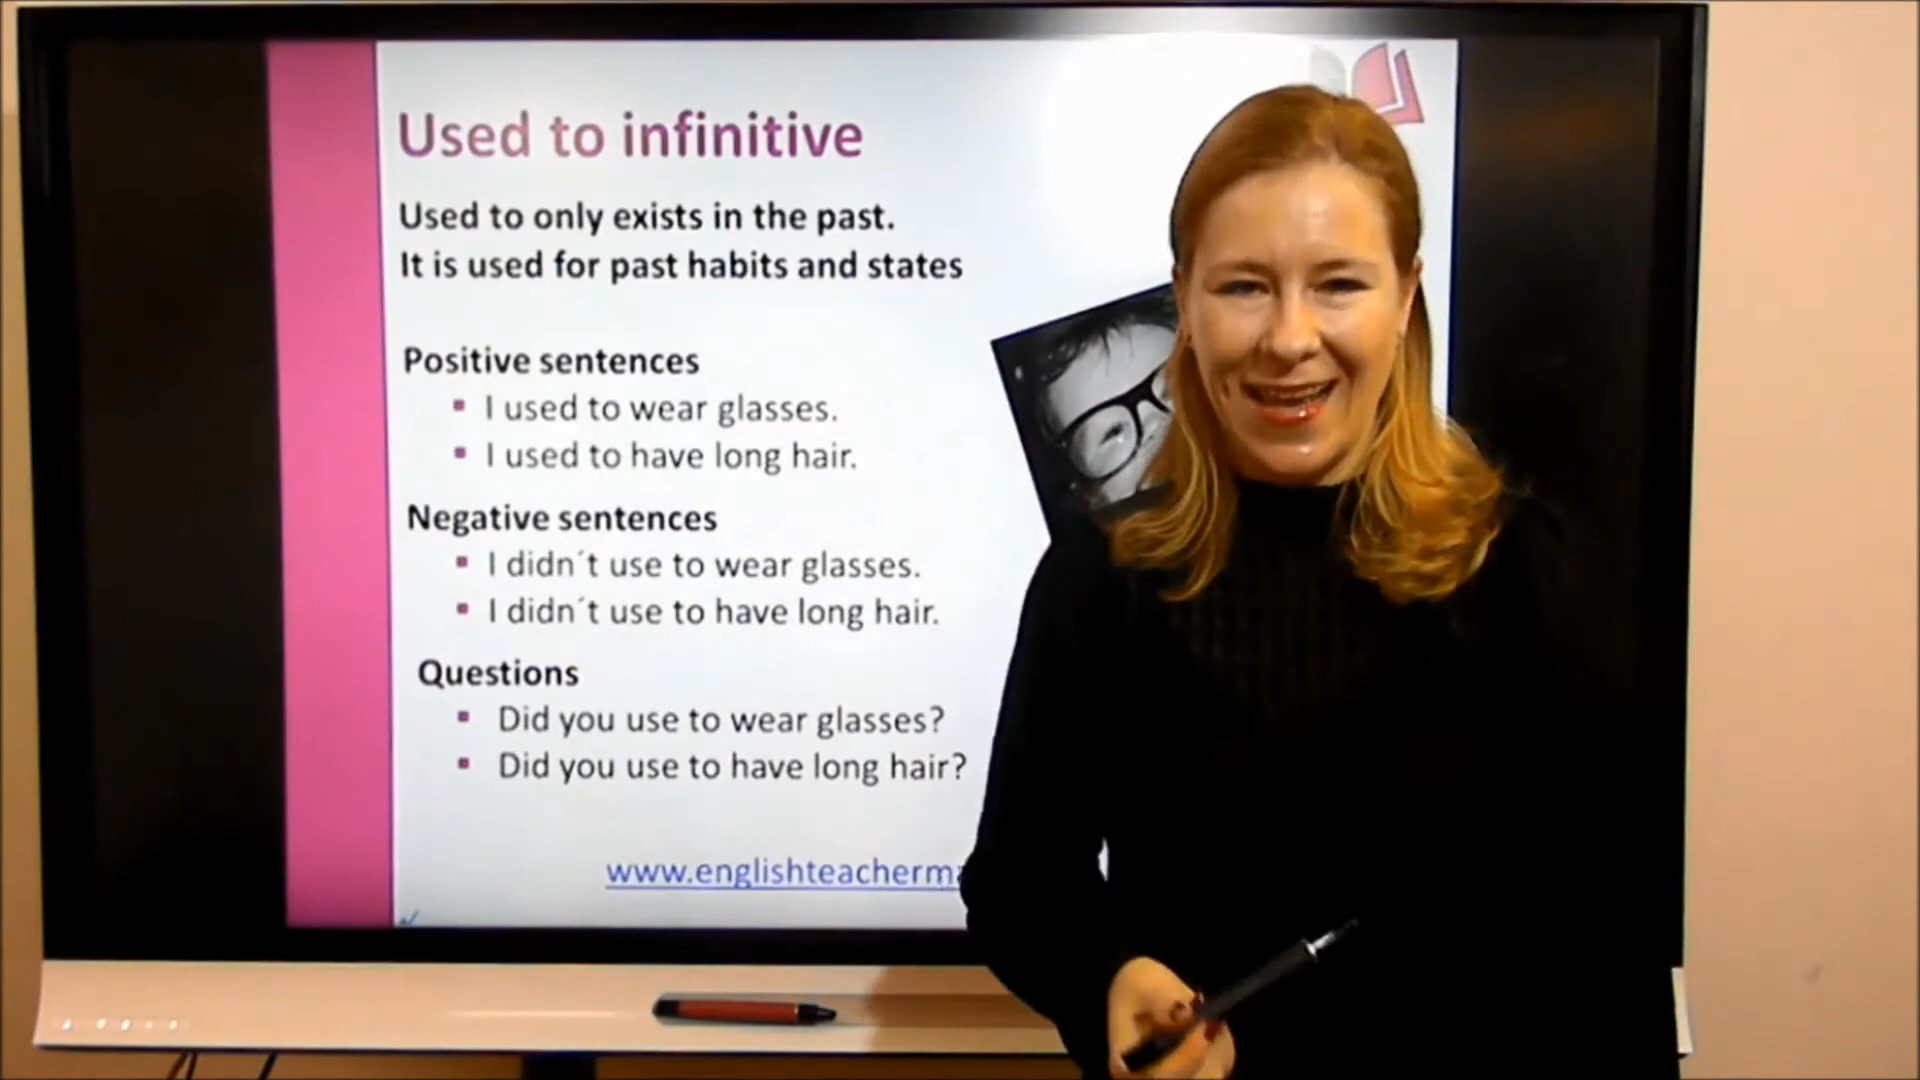 Used to infinitive
Used to only exists in the past.
It is used for past habits and states
Positive sentences
I used to wear glasses.
I used to have long hair.
Negative sentences
I didn´t use to wear glasses.
I didn´t use to have long hair.
Questions
Did you use to wear glasses?
Did you use to have long hair?